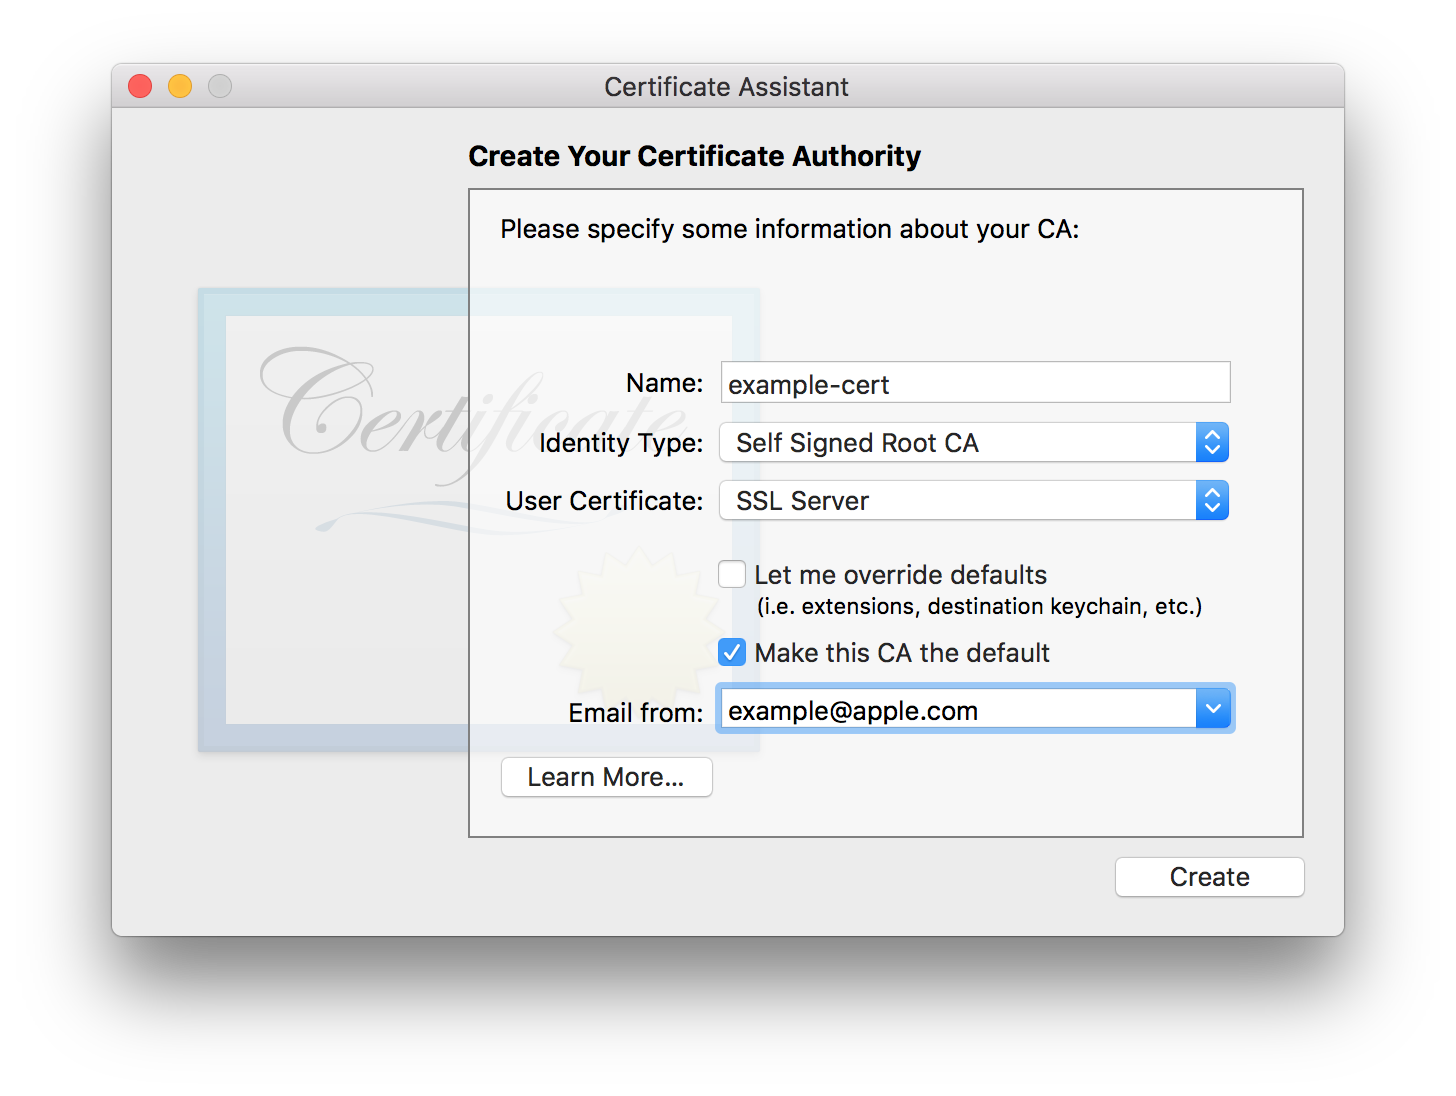 Certificate Assistant
Create Your Certificate Authority
Please specify some information about your CA:
Certificate
Name: example-cert
Identity Type: Self Signed Root CA
User Certificate: SSL Server
Let me override defaults
(i.e. extensions, destination keychain, etc.)
Make this CA the default
Email from: example@apple.com
Learn More...
Create